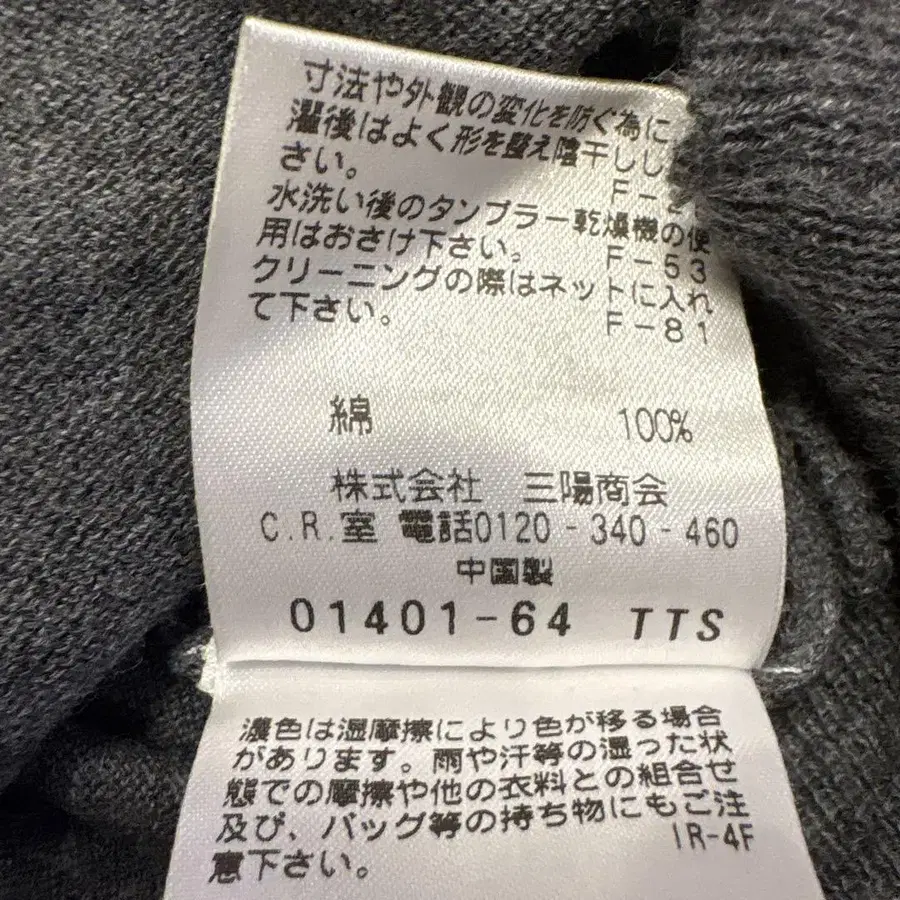 寸法や外観の変化を防ぐ為に
濯後はよく形を整え陰干しし
さい。
F-2
水洗い後のタンブラー乾燥機の使
用はおさけ下さい。 F-53
クリーニングの際はネットに入れ
て下さい。 F-81
綿 100%
株式会社 三陽商会
C.R.室 電話0120-340-460
中国製
01401-64 TTS
濃色は湿摩擦により色が移る場合
があります。雨や汗等の湿った状
態での摩擦や他の衣料との組合せ
及び、バッグ等の持ち物にもご注
意下さい。 IR-4F